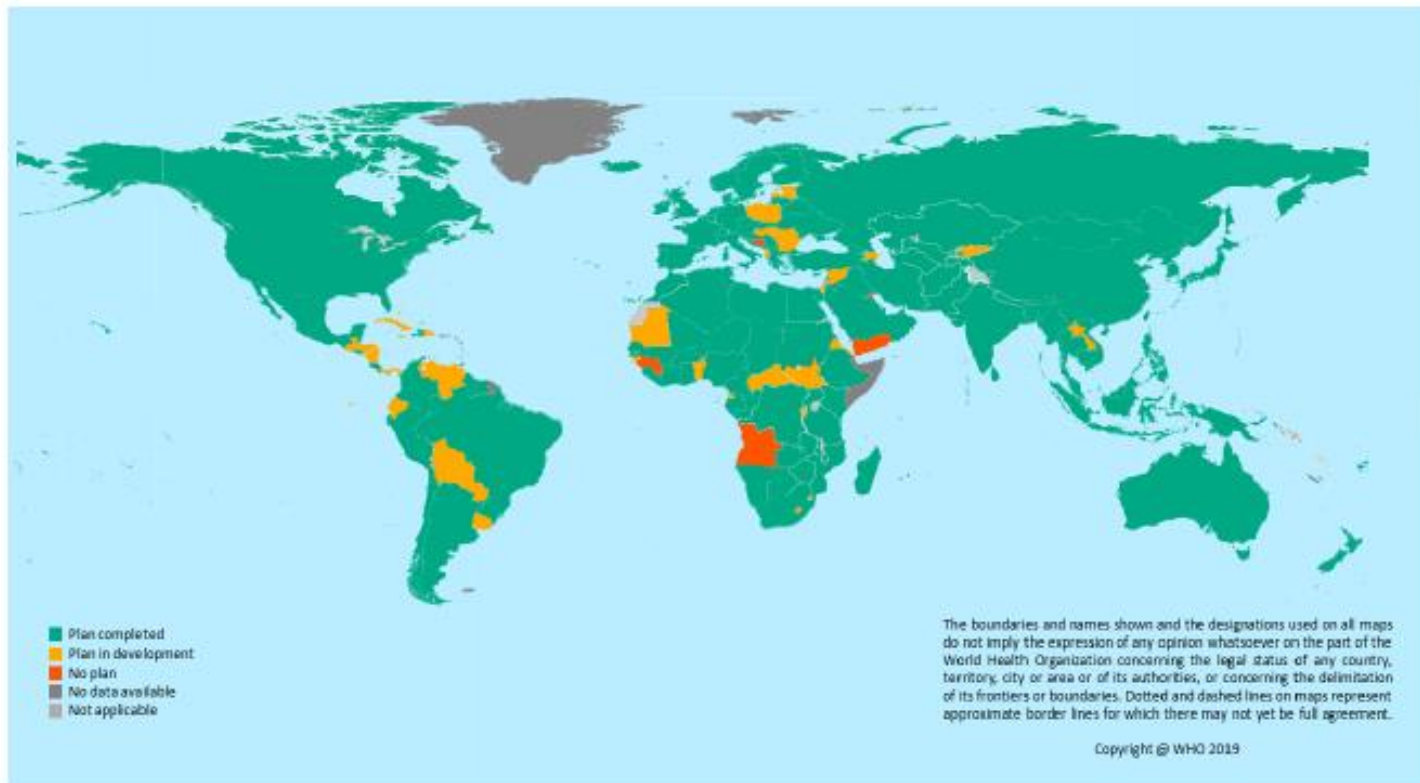 Plan completed
Plan in development
No plan
No data available
Not applicable
The boundaries and names shown and the designations used on all maps
do not imply the expression of any opinion whatsoever on the part of the
World Health Organization concerning the legal status of any country,
territory, city or area or of its authorities, or concerning the delimitation
of its frontiers or boundaries. Dotted and dashed lines on maps represent
approximate border lines for which there may not yet be full agreement.
Copyright @ WHO 2019